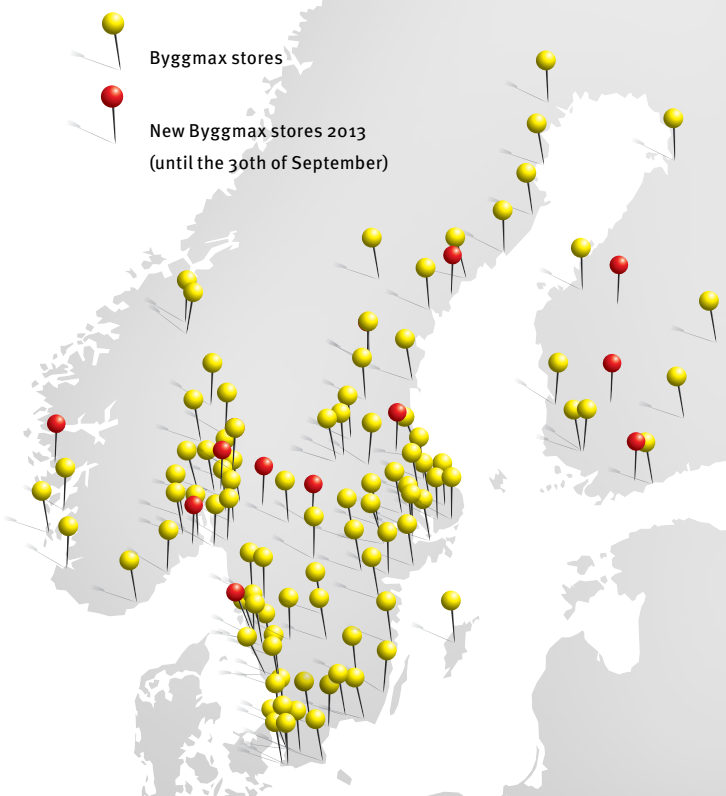 Byggmax stores
New Byggmax stores 2013
(until the 30th of September)